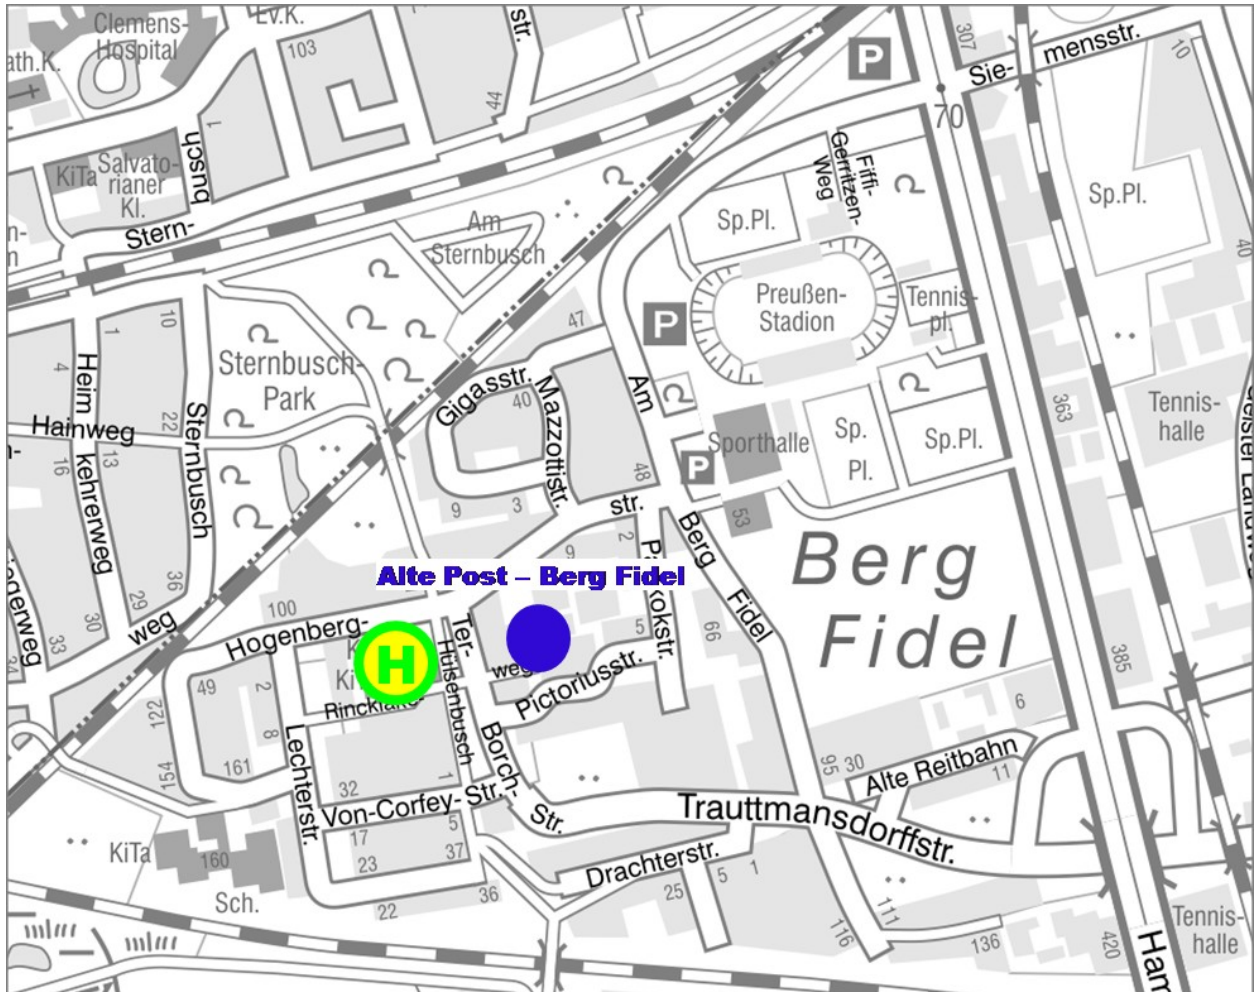 Clemens-
Hospital
Ev.K.
ath.K.
103
str.
44
307
Sie-
mensstr.
10
P
70
1
busch
KiTa
Salvato-
rianer
Kl.
Stern-
Am
Sternbusch
Fiffi-
Gerritzen-
Weg
Sp.Pl.
Sp.Pl.
40
Preußen-
Stadion
Tennis-
pl.
P
47
10
1
4
Heim
kehrerweg
Hainweg
16
13
22
Sternbusch
Sternbusch-
Park
Gigasstr.
40
Mazzottistr.
Am
48
9
3
P
Sporthalle
Sp.
Pl.
Sp.Pl.
53
363
Tennis-
halle
str.
2
9
Berg
Fidel
Berg
Fidel
Alte Post – Berg Fidel
36
29
30
33
34
weg
100
Hogenberg-
H
Ter-
Hülsenbusch
weg
5
66
Pictoriusstr.
385
49
2
8
122
154
161
Lechterstr.
32
1
Borch-
Str.
Von-Corfey-Str.
17
23
5
37
22
36
KiTa
160
Sch.
95
30
Alte Reitbahn
11
6
Trauttmansdorffstr.
Drachterstr.
25
5
1
111
116
136
420
Ham
Tennis-
halle